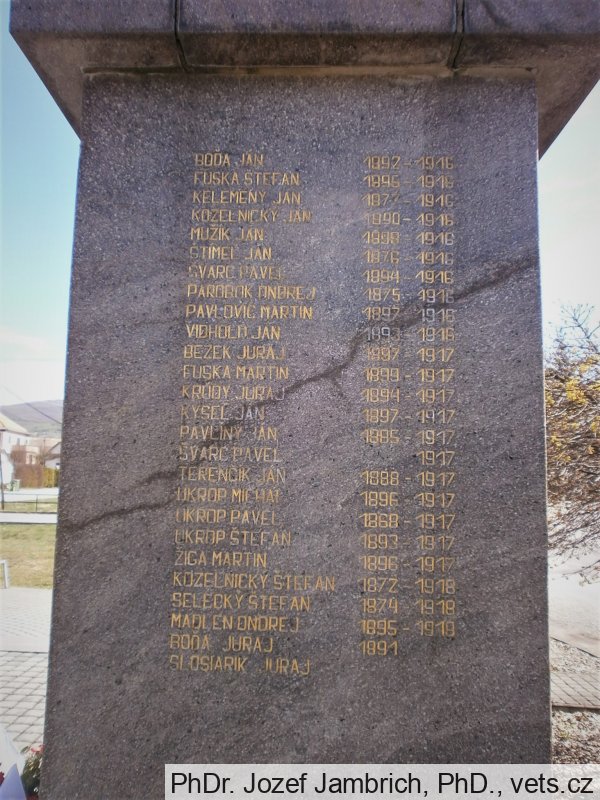 BÔĎA JÁN 1892 - 1916
FUSKA ŠTEFAN 1896 - 1916
KELEMENY JÁN 1877 - 1916
KOZELNICKÝ JÁN 1890 - 1916
MUŽÍK JÁN 1898 - 1916
ŠTIMEL JÁN 1876 - 1916
ŠVARC PAVEL 1894 - 1916
PAROBOK ONDREJ 1875 - 1916
PAVLOVIČ MARTIN 1897 - 1916
VIDHOLD JÁN 1893 - 1916
BEZEK JURAJ 1897 - 1917
FUSKA MARTIN 1899 - 1917
KRÚDY JURAJ 1894 - 1917
KYSEL JÁN 1897 - 1917
PAVLÍNY JÁN 1885 - 1917
ŠVARC PAVEL 1917
TERENČÍK JÁN 1888 - 1917
UKROP MICHAL 1896 - 1917
UKROP PAVEL 1868 - 1917
UKROP ŠTEFAN 1893 - 1917
ŽIGA MARTIN 1896 - 1917
KOZELNICKÝ ŠTEFAN 1872 - 1918
SELECKÝ ŠTEFAN 1874 - 1918
MADLEN ONDREJ 1895 - 1919
BÔĎA JURAJ 1891
SLOSIARIK JURAJ
PhDr. Jozef Jambrich, PhD., vets.cz